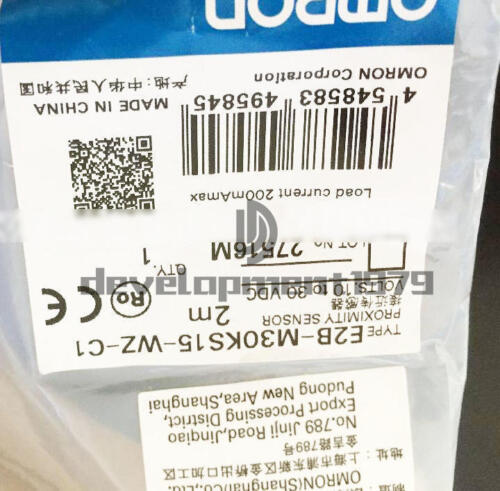 OMRON
TYPE E2B-M30KS15-WZ-C1
PROXIMITY SENSOR
接近传感器 2m
VOLTS: 10 to 30 VDC
QTY. 1
LOT No. 27516M
Load current 200mAmax
4 548583 495845
OMRON Corporation
MADE IN CHINA
产地:中华人民共和国
OMRON(Shanghai)Co.,Ltd.
地址:上海市浦东新区金桥出口加工区
金吉路789号
No.789 Jinji Road,Jinqiao
Export Processing District,
Pudong New Area,Shanghai
development1979